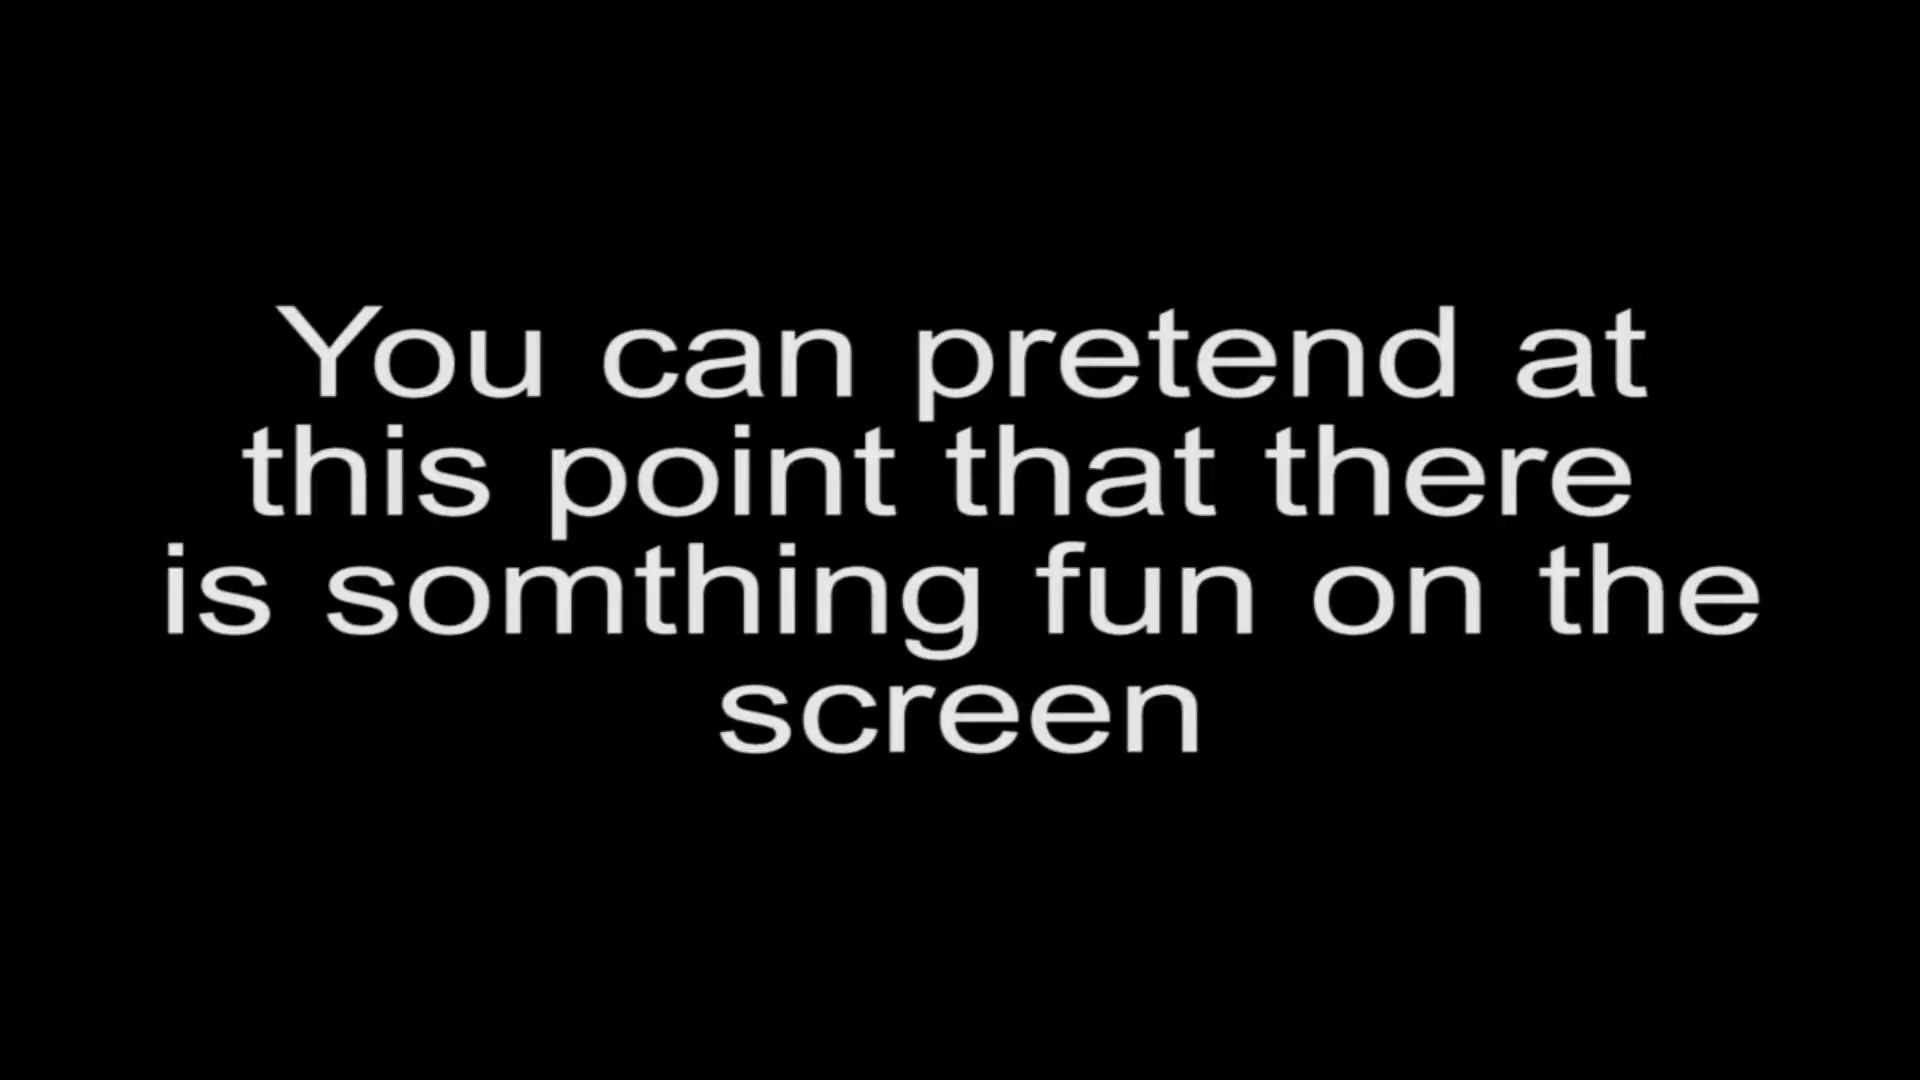 You can pretend at
this point that there
is somthing fun on the
screen